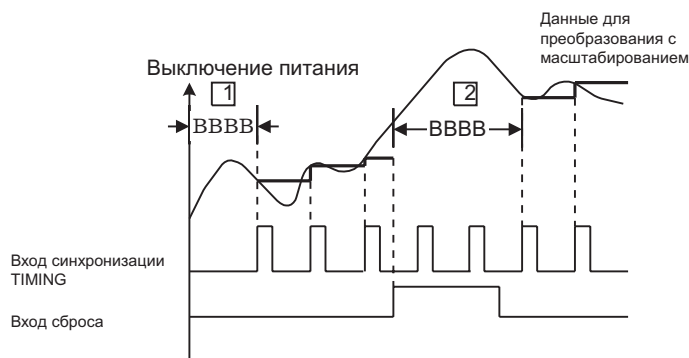 Данные для
преобразования с
масштабированием
Выключение питания
1
2
BBBB
BBBB
Вход синхронизации
TIMING
Вход сброса